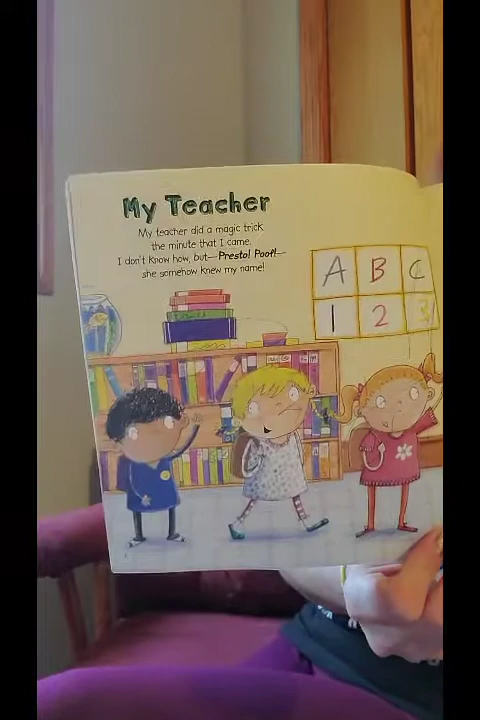 My Teacher
My teacher did a magic trick
the minute that I came.
I don't know how, but—Presto! Poof!—
she somehow knew my name!
A B C
1 2 3